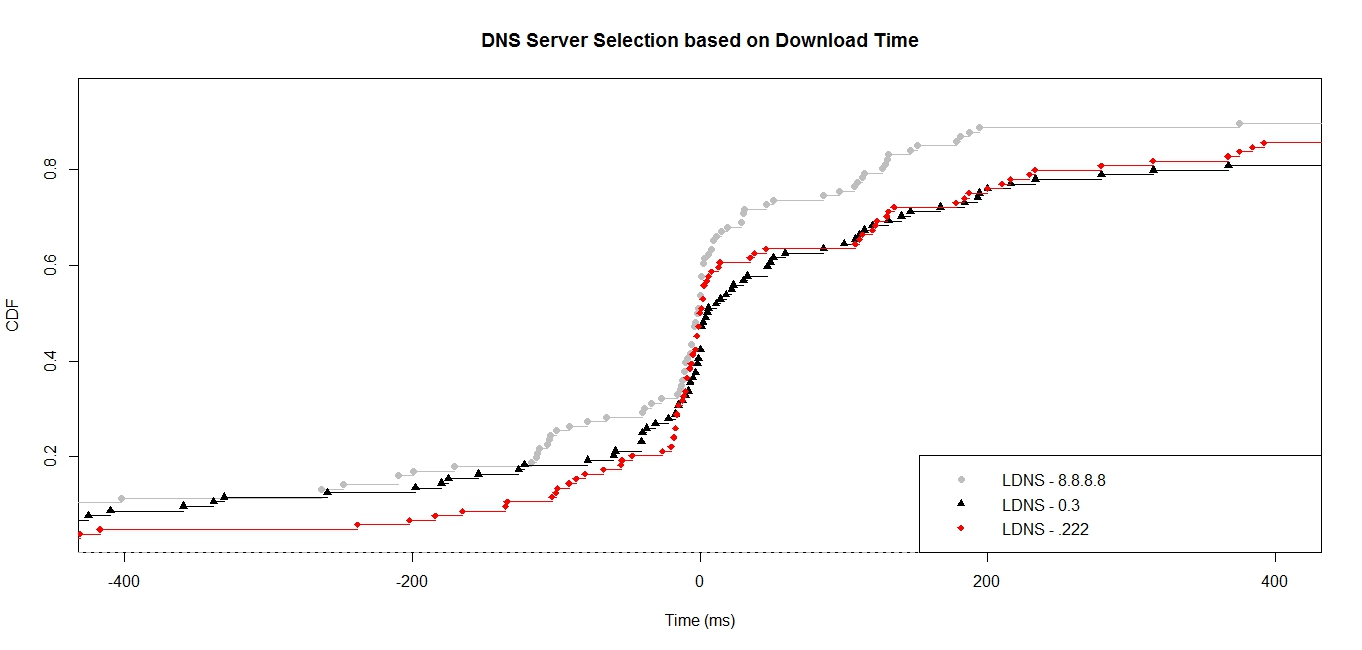 DNS Server Selection based on Download Time
CDF
0.8
0.6
0.4
0.2
LDNS - 8.8.8.8
LDNS - 0.3
LDNS - .222
-400 -200 0 200 400
Time (ms)